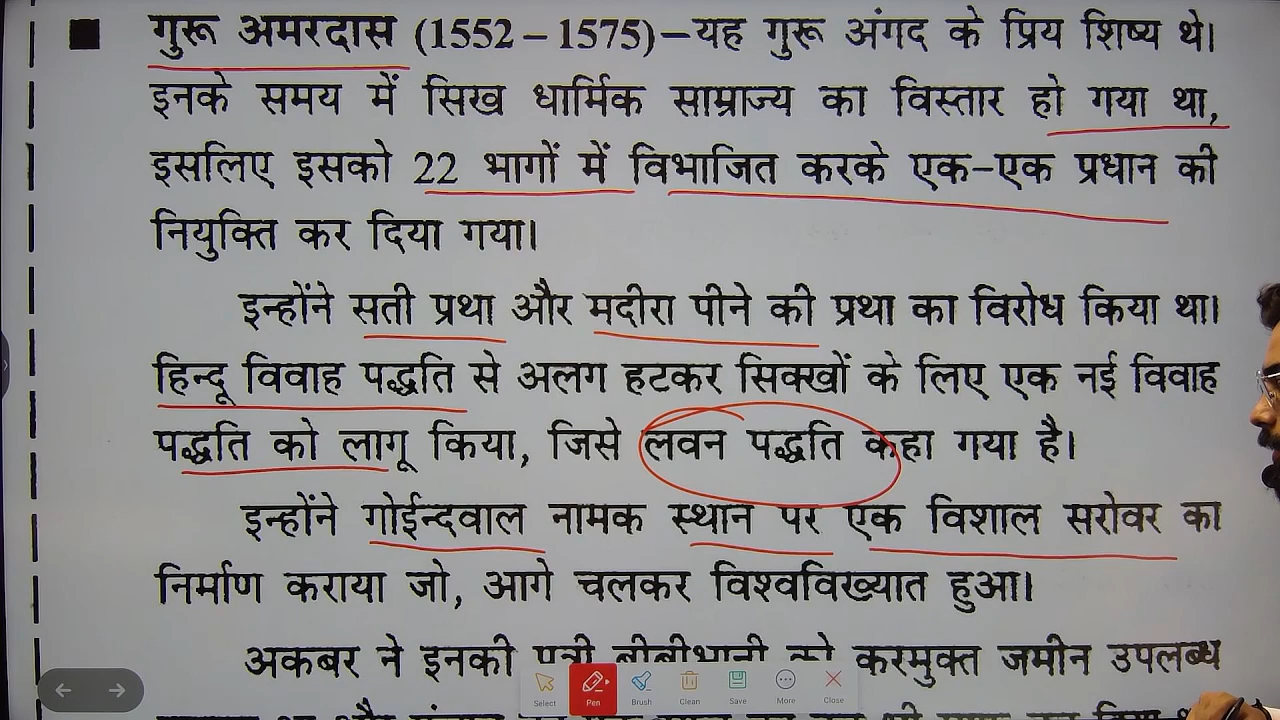 ■ गुरू अमरदास (1552 – 1575)–यह गुरू अंगद के प्रिय शिष्य थे।
इनके समय में सिख धार्मिक साम्राज्य का विस्तार हो गया था,
इसलिए इसको 22 भागों में विभाजित करके एक-एक प्रधान की
नियुक्ति कर दिया गया।
इन्होंने सती प्रथा और मदीरा पीने की प्रथा का विरोध किया था।
हिन्दू विवाह पद्धति से अलग हटकर सिक्खों के लिए एक नई विवाह
पद्धति को लागू किया, जिसे लवन पद्धति कहा गया है।
इन्होंने गोईन्दवाल नामक स्थान पर एक विशाल सरोवर का
निर्माण कराया जो, आगे चलकर विश्वविख्यात हुआ।
अकबर ने इनकी पुत्री बीबीभानी को करमुक्त जमीन उपलब्ध
Select Pen Brush Clean Save More Close